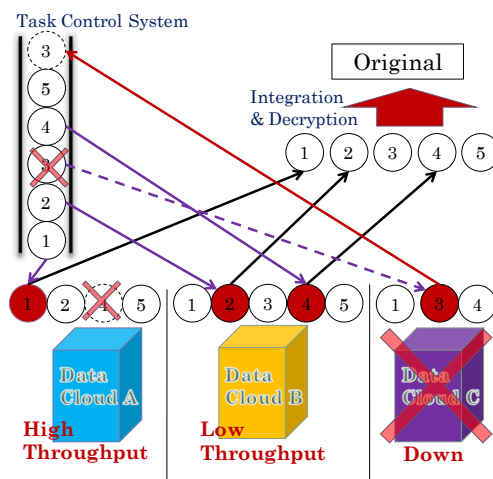 Task Control System
3
5
4
3
2
1
Original
Integration
& Decryption
1 2 3 4 5
1 2 4 5
1 2 3 4 5
1 3 4
Data
Cloud A
Data
Cloud B
Data
Cloud C
High
Throughput
Low
Throughput
Down